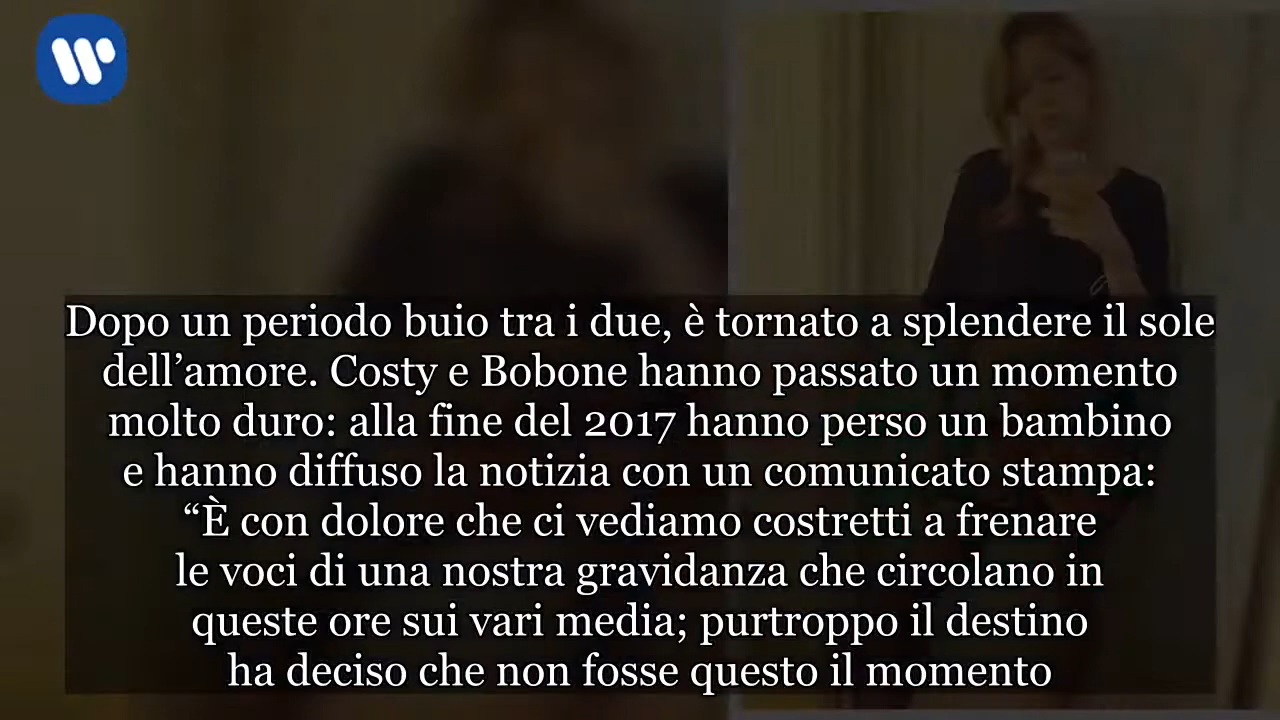 Dopo un periodo buio tra i due, è tornato a splendere il sole
dell’amore. Costy e Bobone hanno passato un momento
molto duro: alla fine del 2017 hanno perso un bambino
e hanno diffuso la notizia con un comunicato stampa:
“È con dolore che ci vediamo costretti a frenare
le voci di una nostra gravidanza che circolano in
queste ore sui vari media; purtroppo il destino
ha deciso che non fosse questo il momento